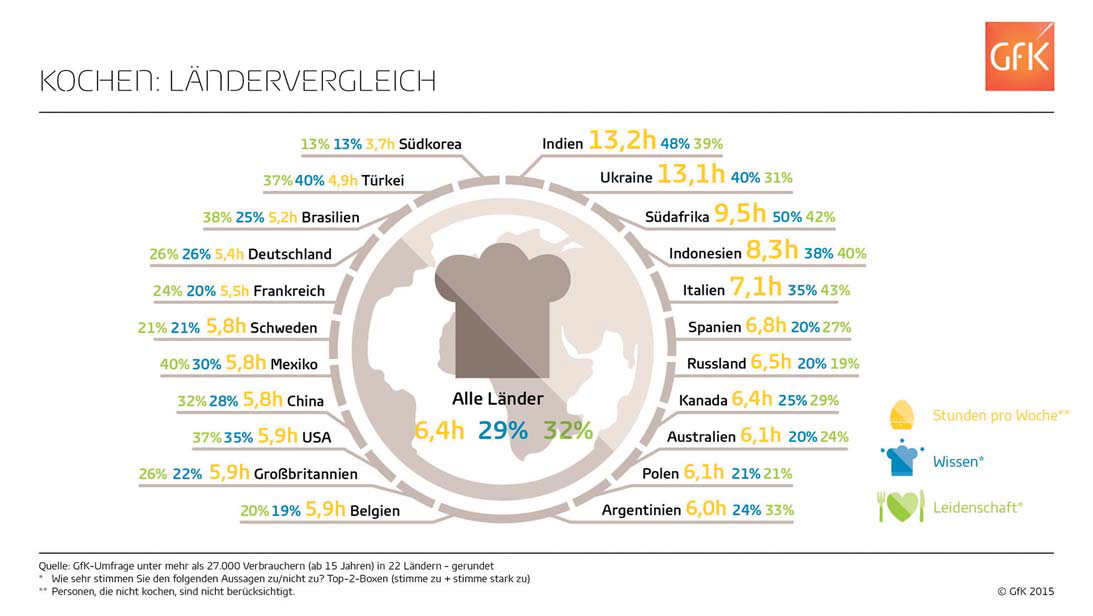 GfK
KOCHEN: LÄNDERVERGLEICH
13% 13% 3,7h Südkorea
37% 40% 4,9h Türkei
38% 25% 5,2h Brasilien
26% 26% 5,4h Deutschland
24% 20% 5,5h Frankreich
21% 21% 5,8h Schweden
40% 30% 5,8h Mexiko
32% 28% 5,8h China
37% 35% 5,9h USA
26% 22% 5,9h Großbritannien
20% 19% 5,9h Belgien
Indien 13,2h 48% 39%
Ukraine 13,1h 40% 31%
Südafrika 9,5h 50% 42%
Indonesien 8,3h 38% 40%
Italien 7,1h 35% 43%
Spanien 6,8h 20% 27%
Russland 6,5h 20% 19%
Kanada 6,4h 25% 29%
Australien 6,1h 20% 24%
Polen 6,1h 21% 21%
Argentinien 6,0h 24% 33%
Alle Länder
6,4h 29% 32%
Stunden pro Woche**
Wissen*
Leidenschaft*
Quelle: GfK-Umfrage unter mehr als 27.000 Verbrauchern (ab 15 Jahren) in 22 Ländern - gerundet
* Wie sehr stimmen Sie den folgenden Aussagen zu/nicht zu? Top-2-Boxen (stimme zu + stimme stark zu)
** Personen, die nicht kochen, sind nicht berücksichtigt.
© GfK 2015